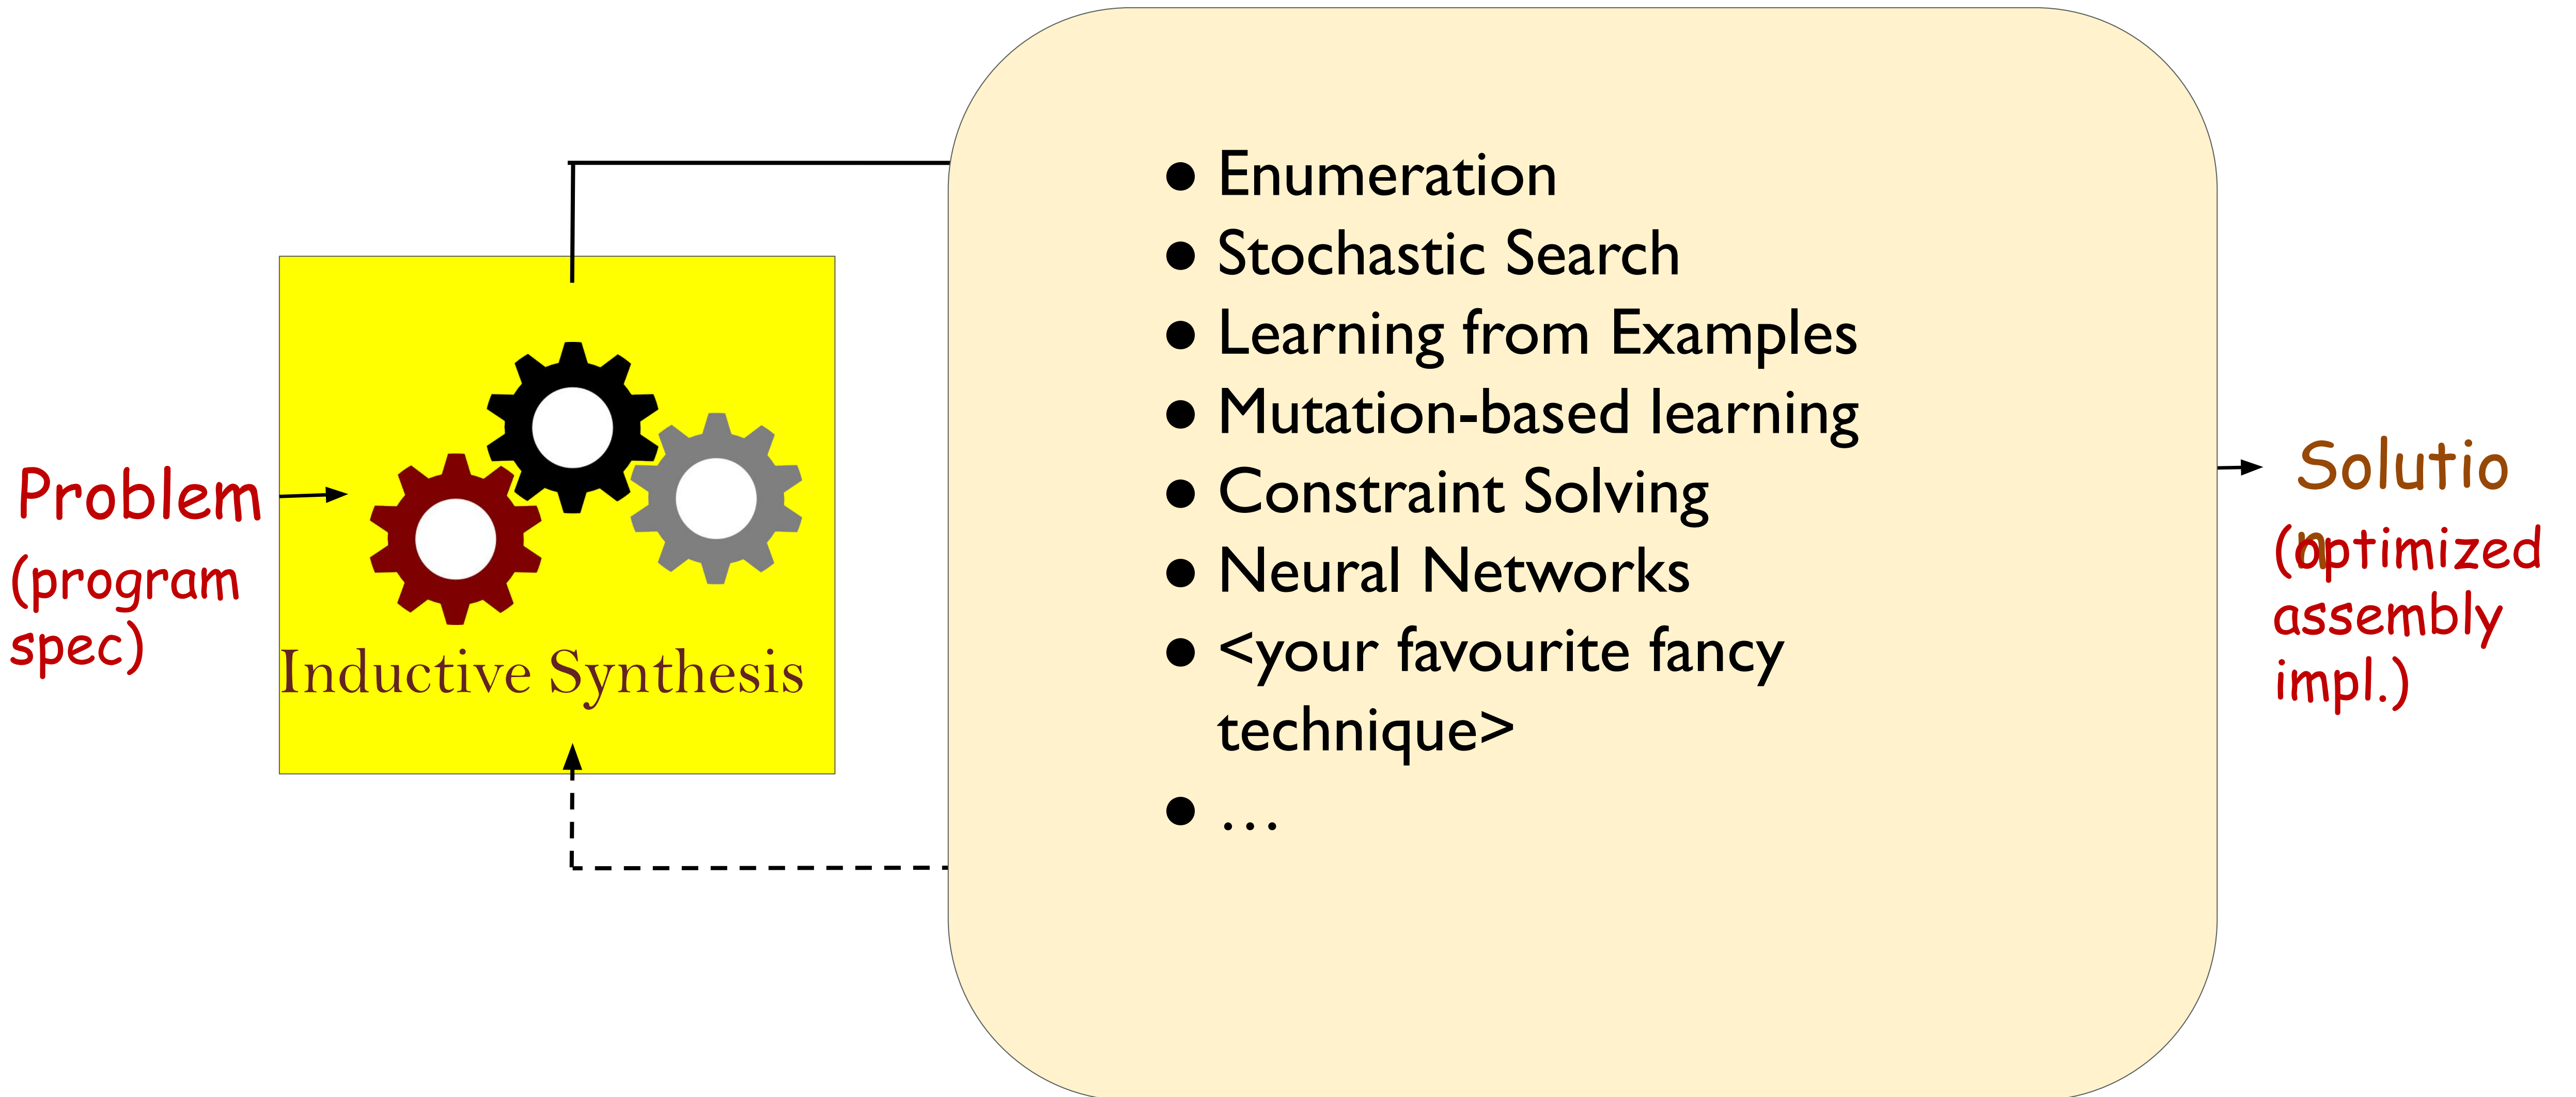 Problem
(program
spec)
Inductive Synthesis
● Enumeration
● Stochastic Search
● Learning from Examples
● Mutation-based learning
● Constraint Solving
● Neural Networks
● <your favourite fancy
technique>
● …
Solutio
n
(optimized
assembly
impl.)